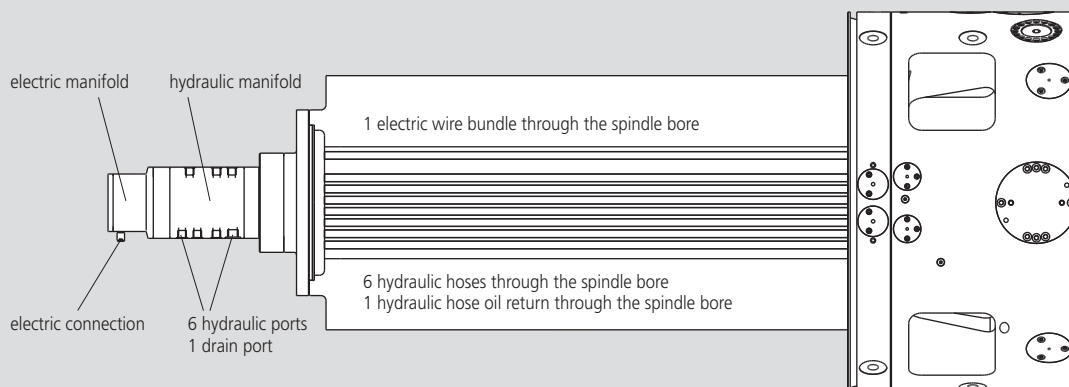 electric manifold
hydraulic manifold
1 electric wire bundle through the spindle bore
6 hydraulic hoses through the spindle bore
1 hydraulic hose oil return through the spindle bore
electric connection
6 hydraulic ports
1 drain port